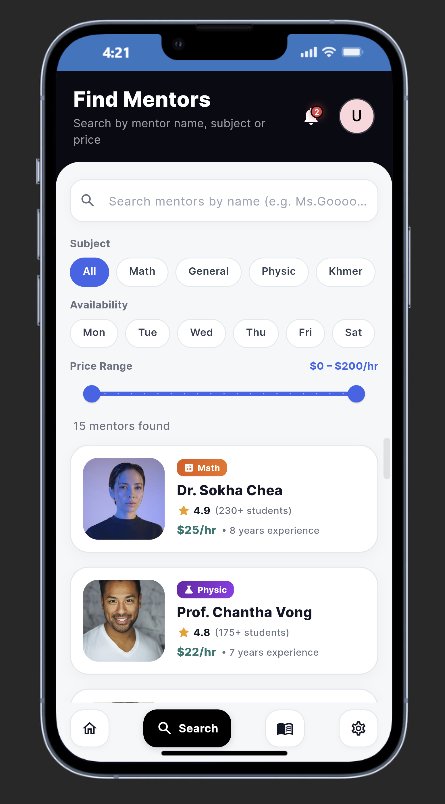 4:21
Find Mentors
Search by mentor name, subject or
price
2
U
Search mentors by name (e.g. Ms.Goooo...
Subject
All Math General Physic Khmer
Availability
Mon Tue Wed Thu Fri Sat
Price Range $0 – $200/hr
15 mentors found
Math
Dr. Sokha Chea
4.9 (230+ students)
$25/hr • 8 years experience
Physic
Prof. Chantha Vong
4.8 (175+ students)
$22/hr • 7 years experience
Search